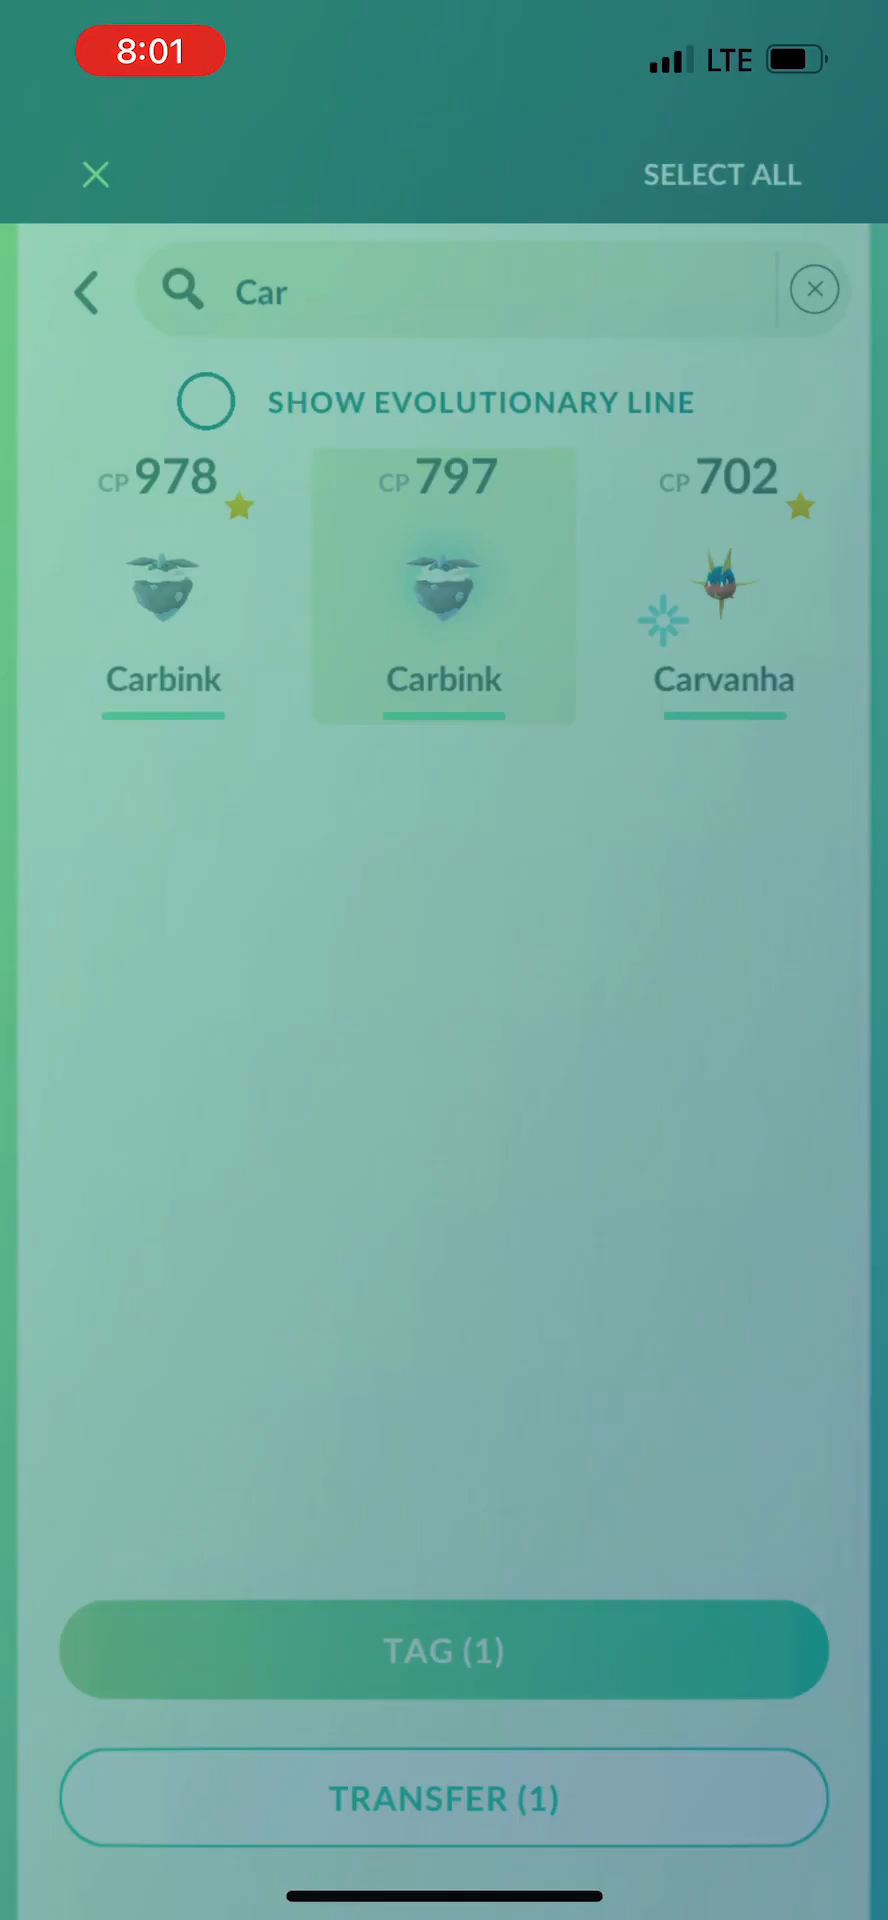 8:01 LTE
SELECT ALL
Car
SHOW EVOLUTIONARY LINE
CP 978 CP 797 CP 702
Carbink Carbink Carvanha
TAG (1)
TRANSFER (1)